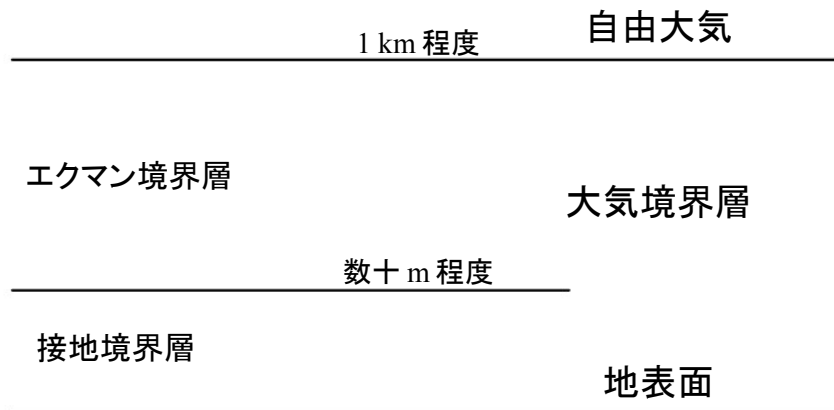 自由大気
1 km 程度
エクマン境界層
大気境界層
数十 m 程度
接地境界層
地表面